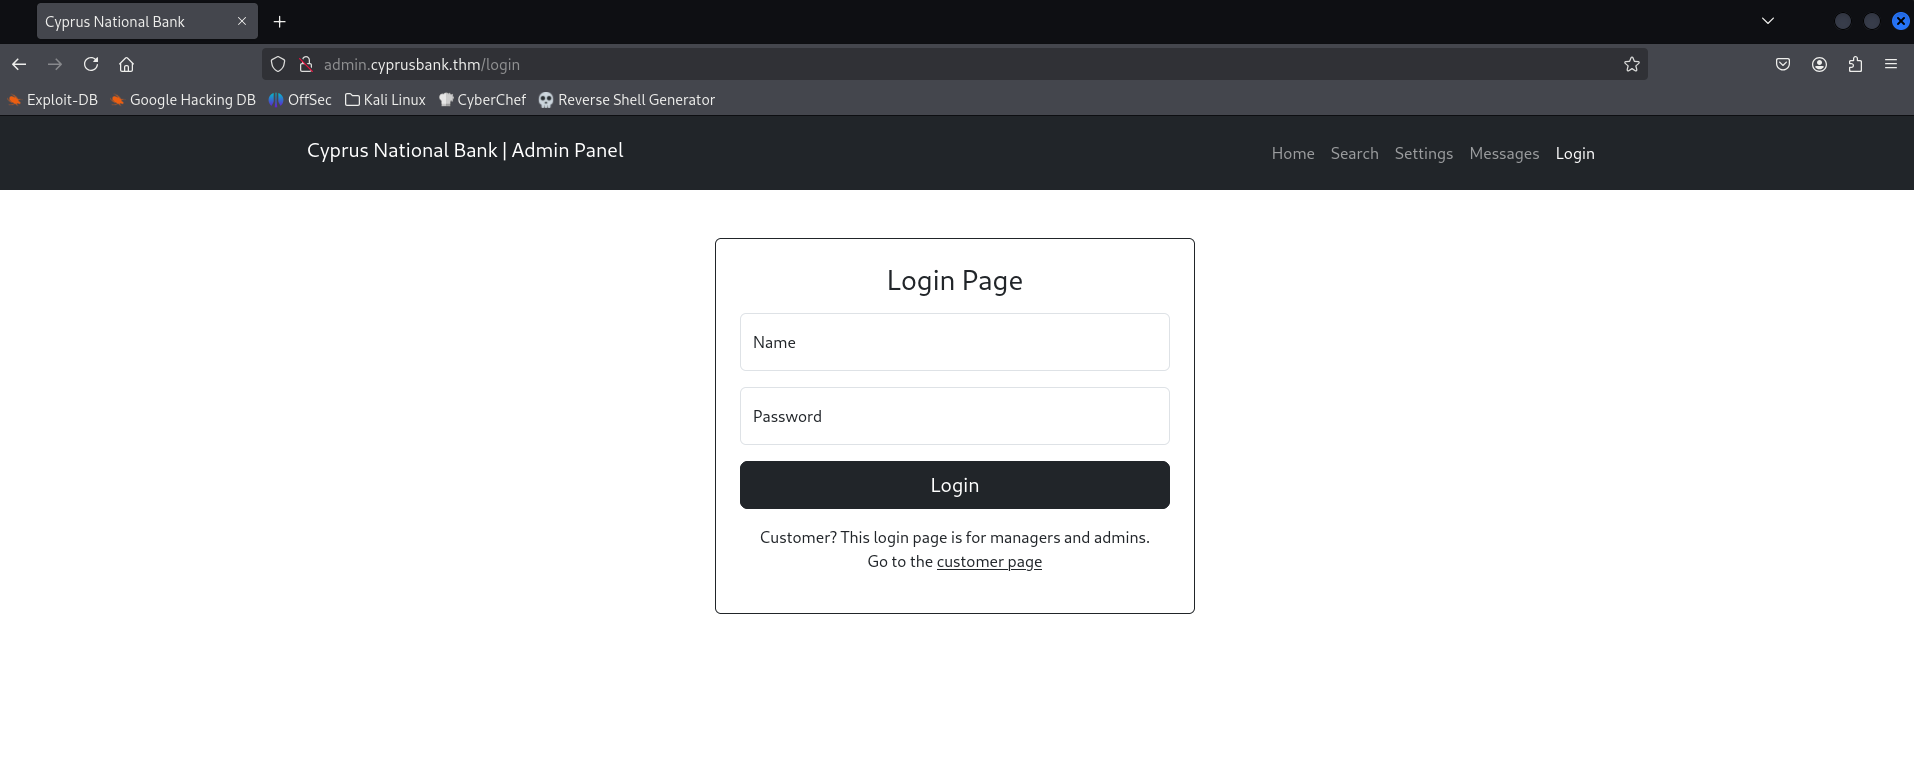 Cyprus National Bank
admin.cyprusbank.thm/login
Exploit-DB Google Hacking DB OffSec Kali Linux CyberChef Reverse Shell Generator
Cyprus National Bank | Admin Panel Home Search Settings Messages Login
Login Page
Name
Password
Login
Customer? This login page is for managers and admins.
Go to the customer page